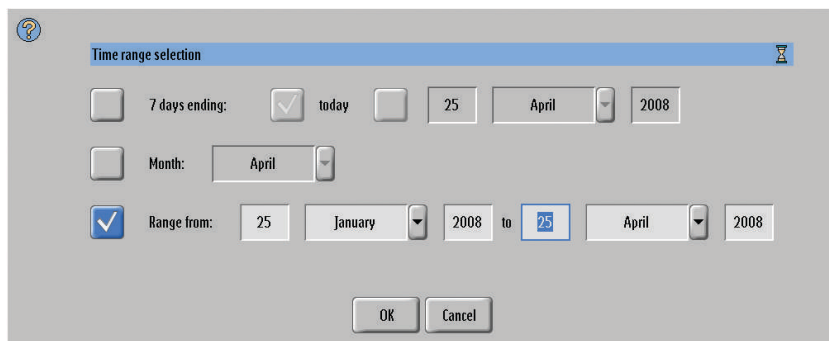 ?
Time range selection
7 days ending: today 25 April 2008
Month: April
Range from: 25 January 2008 to 25 April 2008
OK Cancel